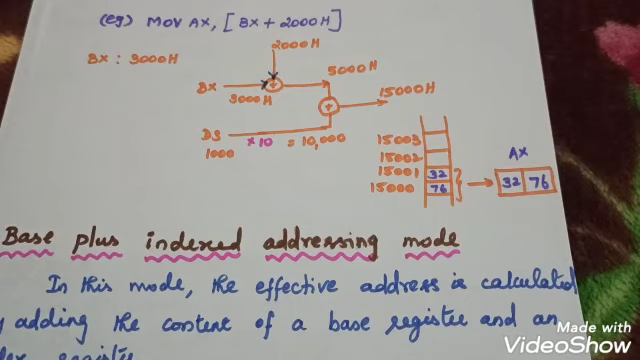 (eg) MOV AX, [BX + 2000H]
2000H
BX : 3000H
5000H
BX
3000H
+
15000H
+
DS
1000 ×10 = 10,000
15003
15002
15001 32
15000 76
AX
32 76
Base plus indexed addressing mode
In this mode, the effective address is calculated
adding the content of a base register and an
register
Made with
VideoShow